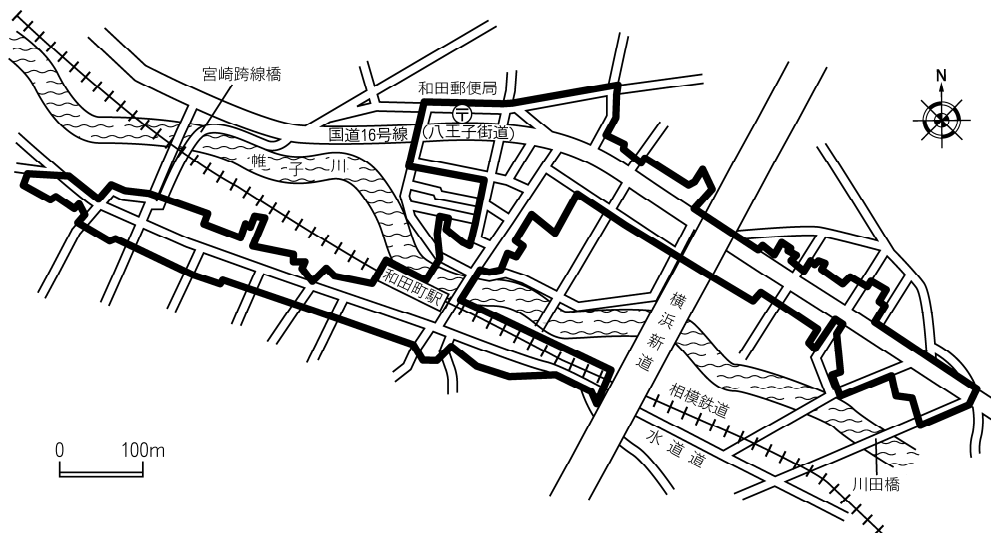 宮崎跨線橋
和田郵便局
N
国道16号線
(八王子街道)
帷子川
和田町駅
横浜新道
相模鉄道
水道道
川田橋
0
100m